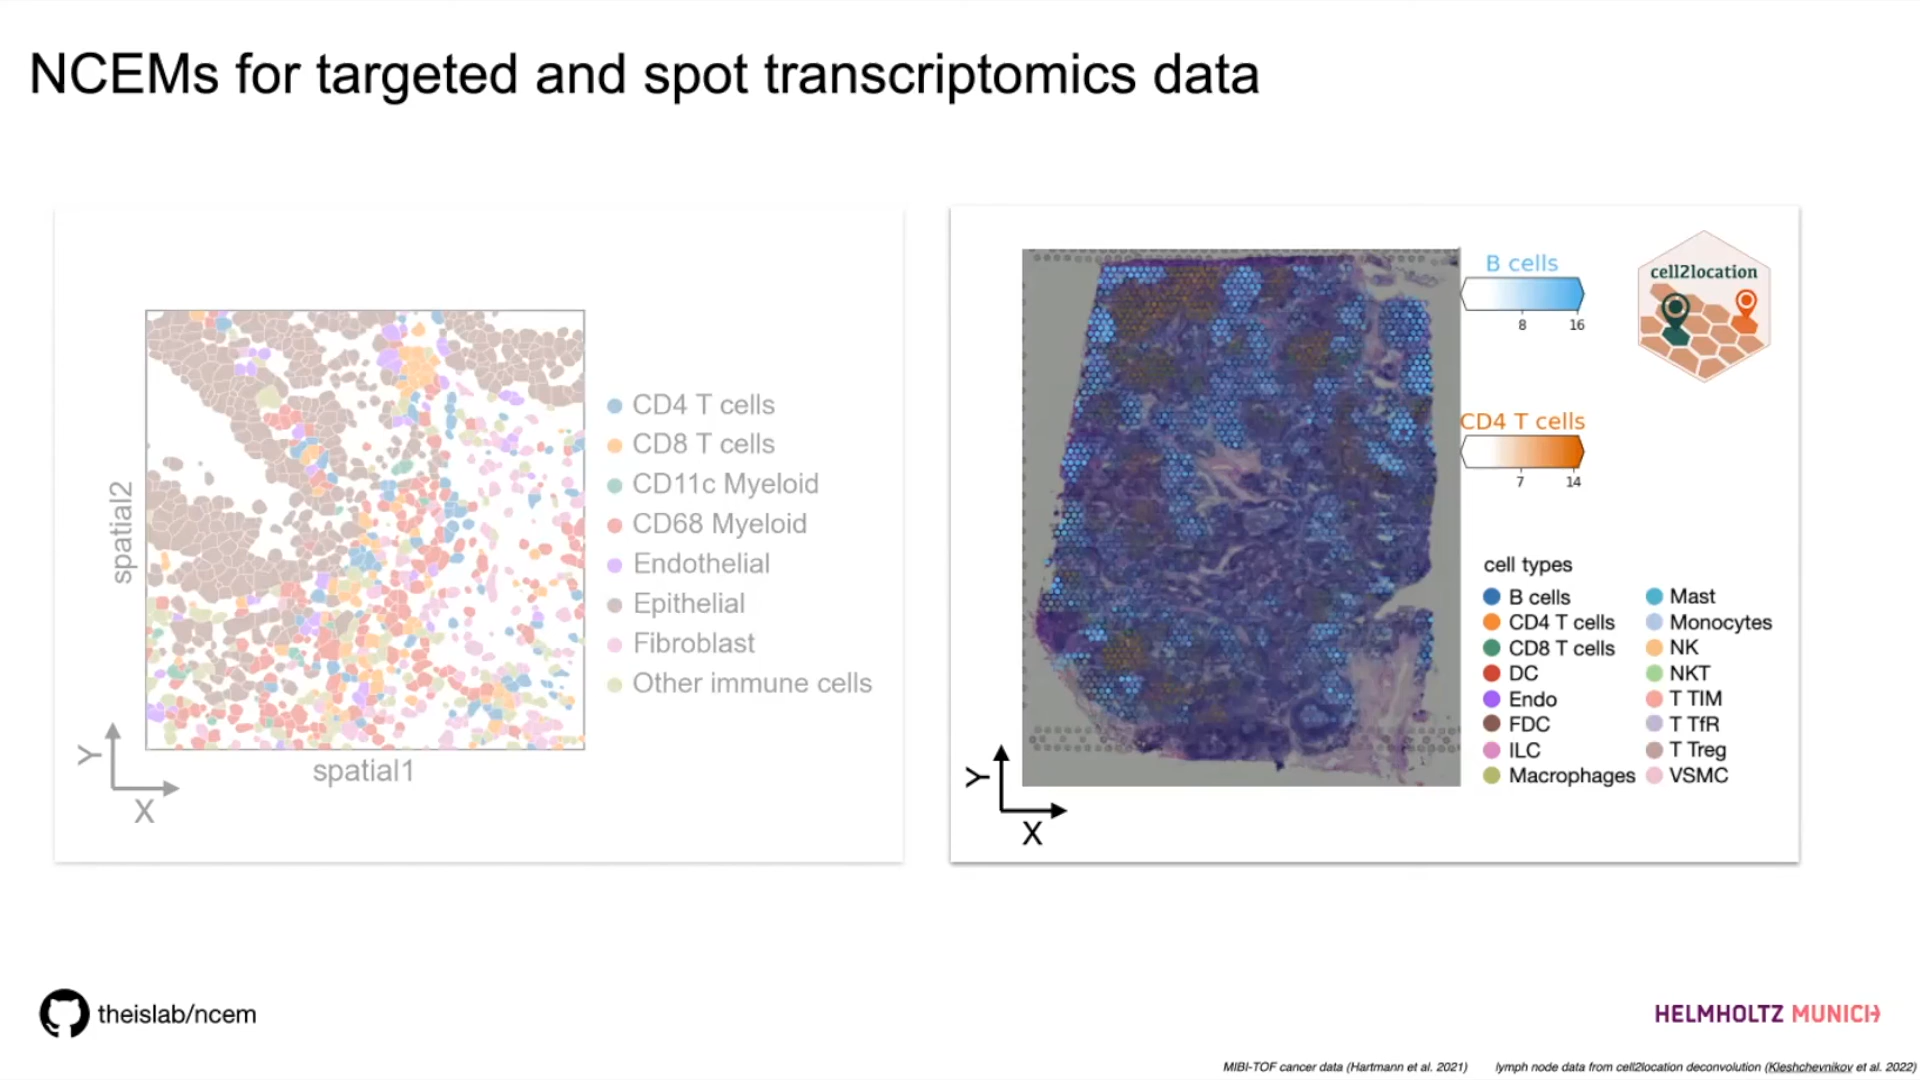 NCEMs for targeted and spot transcriptomics data
spatial2
spatial1
Y
X
CD4 T cells
CD8 T cells
CD11c Myeloid
CD68 Myeloid
Endothelial
Epithelial
Fibroblast
Other immune cells
Y
X
B cells
8 16
CD4 T cells
7 14
cell2location
cell types
B cells
CD4 T cells
CD8 T cells
DC
Endo
FDC
ILC
Macrophages
Mast
Monocytes
NK
NKT
T TIM
T TfR
T Treg
VSMC
theislab/ncem
HELMHOLTZ MUNICH
MIBI-TOF cancer data (Hartmann et al. 2021)
lymph node data from cell2location deconvolution (Kleshchevnikov et al. 2022)